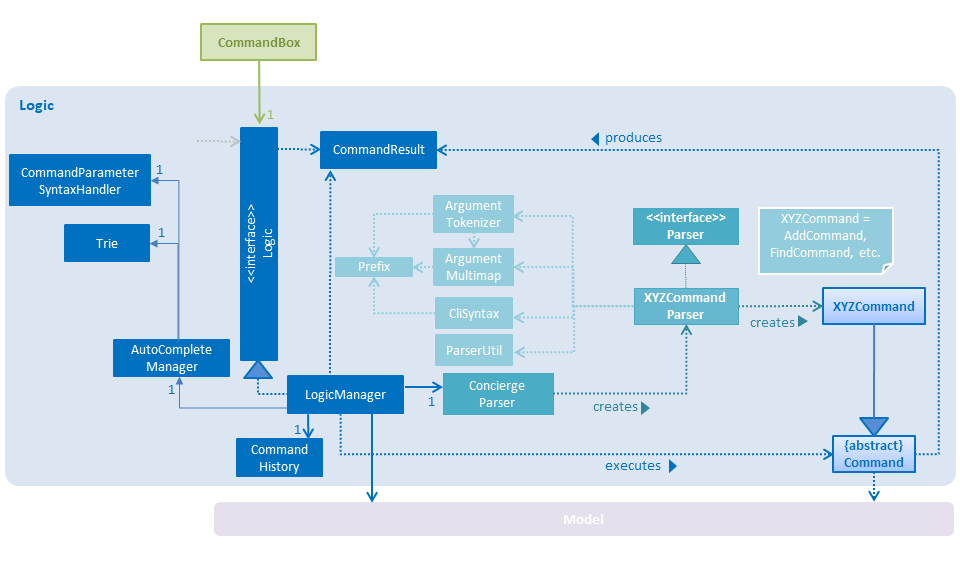 CommandBox
1
Logic
produces
CommandResult
CommandParameter
SyntaxHandler
1
Trie
1
<<interface>>
Logic
Argument
Tokenizer
Prefix
Argument
Multimap
CliSyntax
ParserUtil
<<interface>>
Parser
XYZCommand =
AddCommand,
FindCommand, etc.
XYZCommand
Parser
creates
XYZCommand
AutoComplete
Manager
1
LogicManager
1
Concierge
Parser
creates
1
Command
History
executes
{abstract}
Command
Model